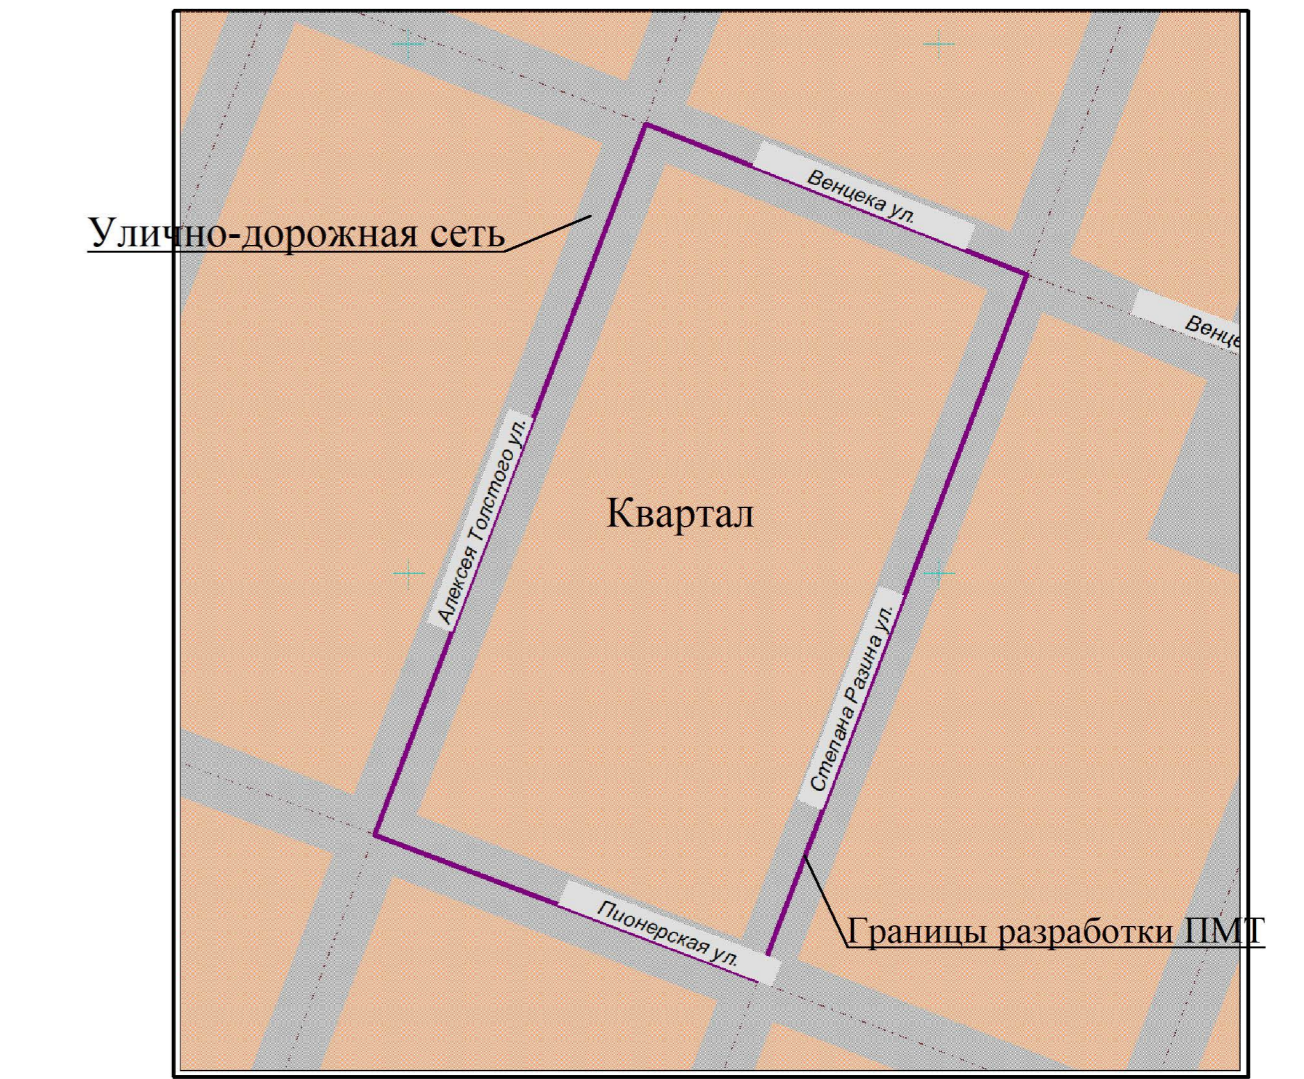 Венцека ул.
Улично-дорожная сеть
Венце
Алексея Толстого ул.
Квартал
Степана Разина ул.
Пионерская ул.
Границы разработки ПМТ